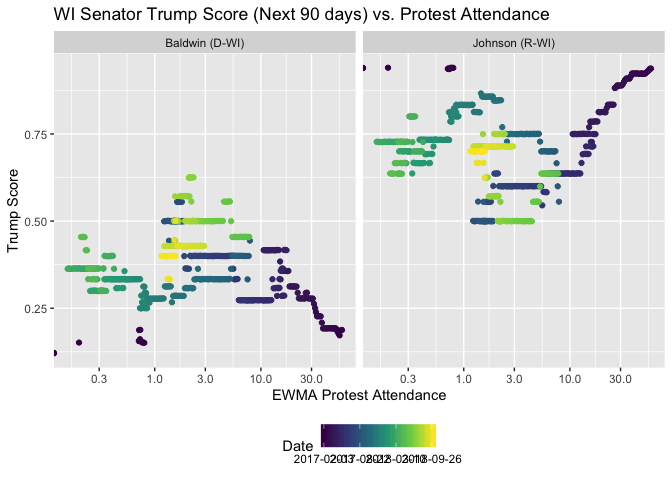 WI Senator Trump Score (Next 90 days) vs. Protest Attendance
Baldwin (D-WI) Johnson (R-WI)
Trump Score
0.75
0.50
0.25
0.3 1.0 3.0 10.0 30.0 0.3 1.0 3.0 10.0 30.0
EWMA Protest Attendance
Date